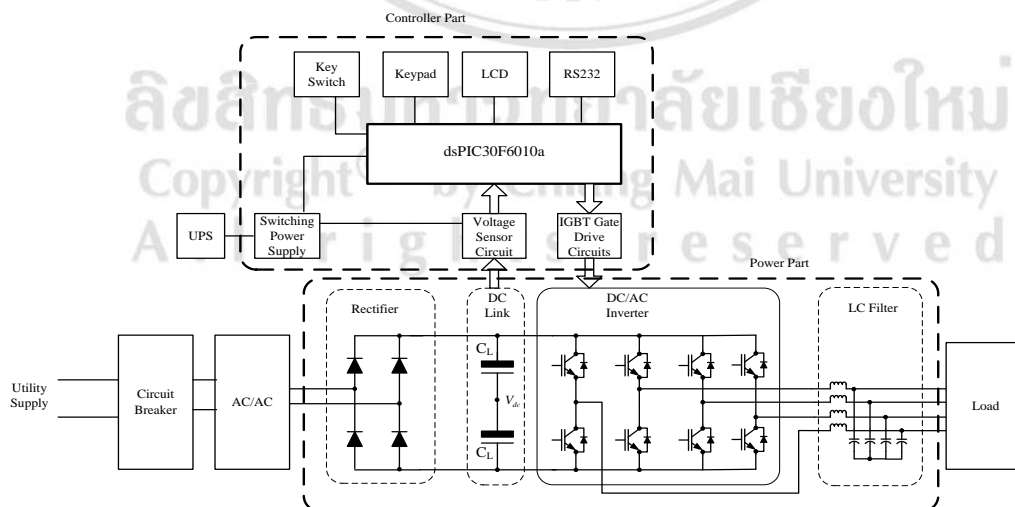 Controller Part
Key
Switch
Keypad
LCD
RS232
ลิขสิทธิ์มหาวิทยาลัยเชียงใหม่
dsPIC30F6010a
Copyright© by Chiang Mai University
UPS
Switching
Power
Supply
Voltage
Sensor
Circuit
IGBT Gate
Drive
Circuits
All rights reserved
Power Part
Rectifier
DC
Link
DC/AC
Inverter
LC Filter
CL
Vdc
CL
Utility
Supply
Circuit
Breaker
AC/AC
Load